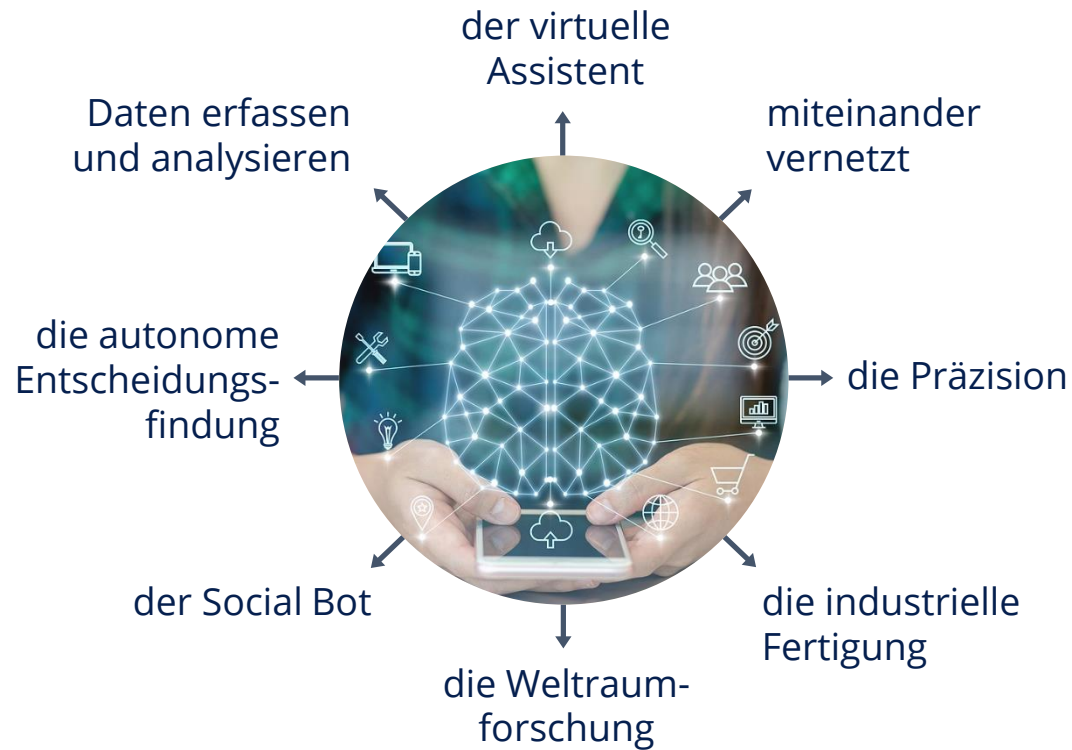 der virtuelle
Assistent
Daten erfassen
und analysieren
miteinander
vernetzt
die autonome
Entscheidungs-
findung
die Präzision
der Social Bot
die industrielle
Fertigung
die Weltraum-
forschung